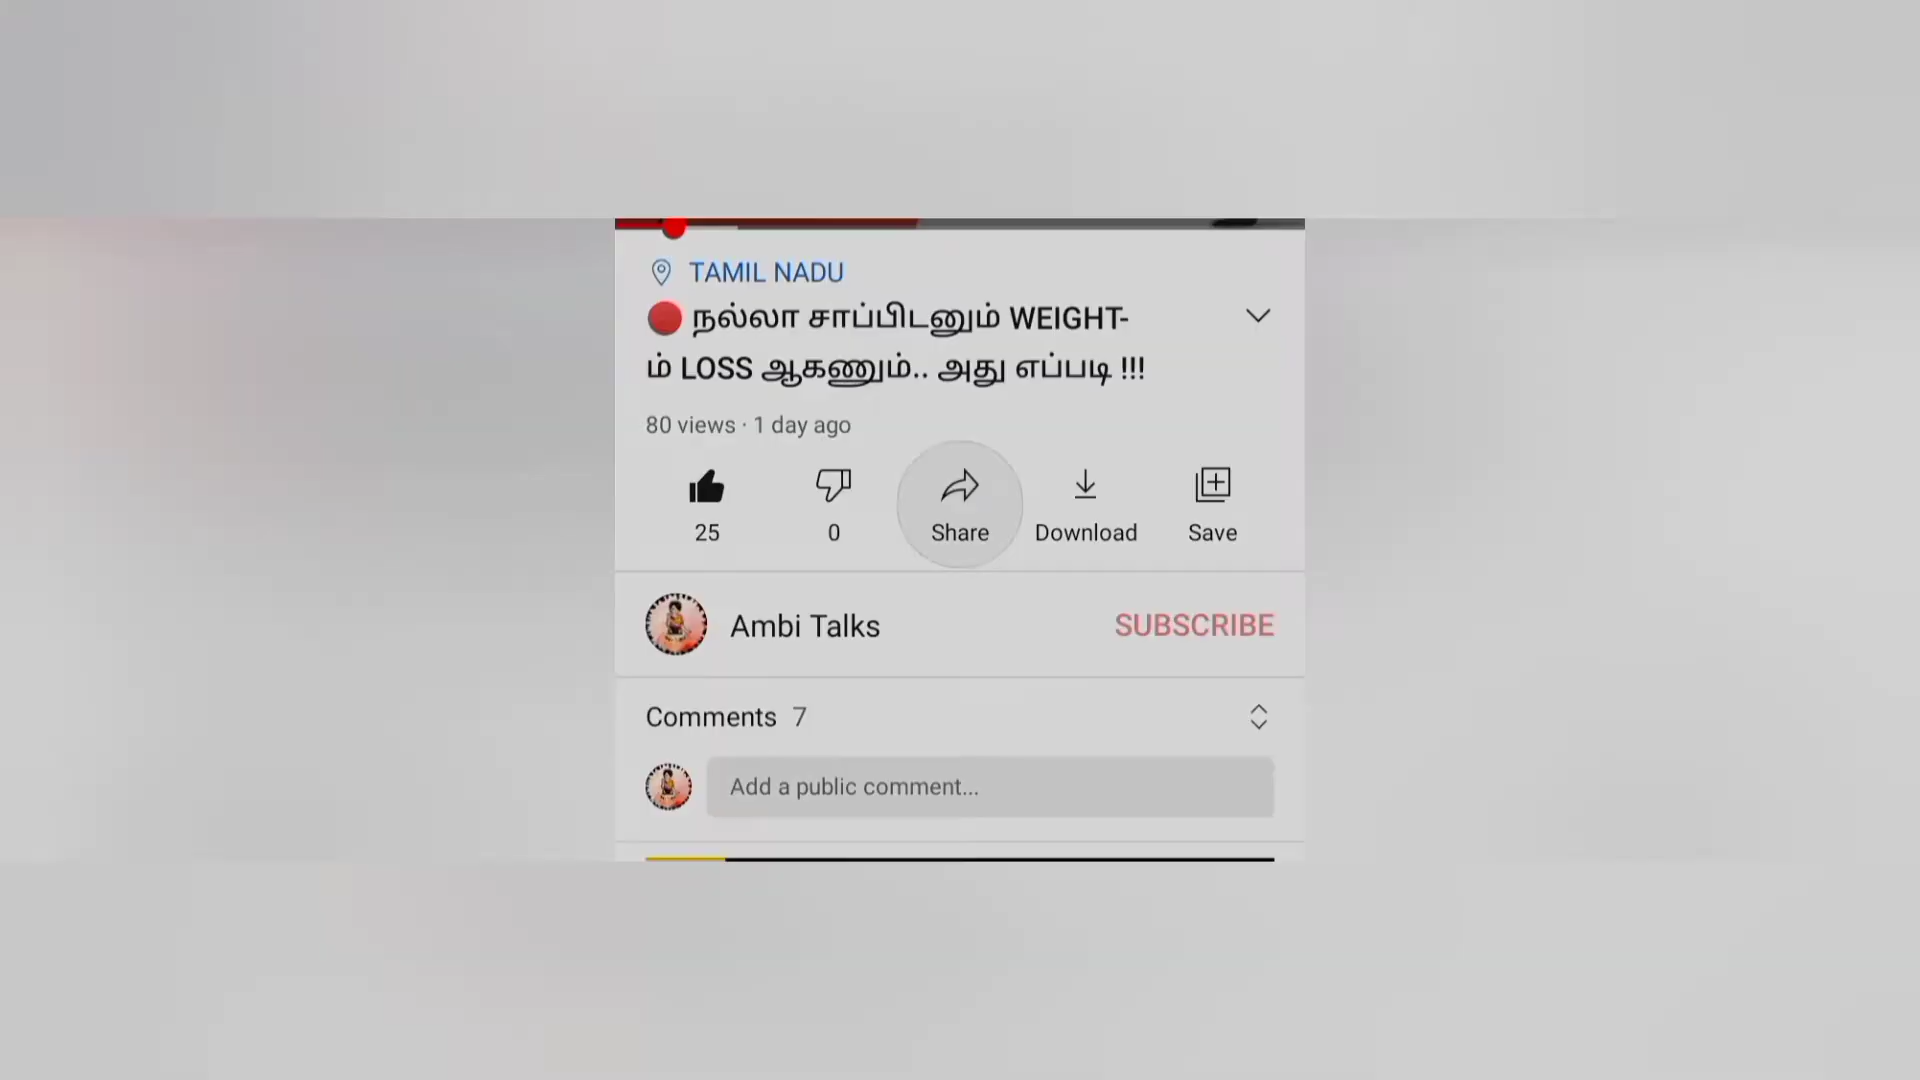 TAMIL NADU
🔴 நல்லா சாப்பிடனும் WEIGHT-
ம் LOSS ஆகணும்.. அது எப்படி !!!
80 views · 1 day ago
25
0
Share
Download
Save
Ambi Talks
SUBSCRIBE
Comments 7
Add a public comment...